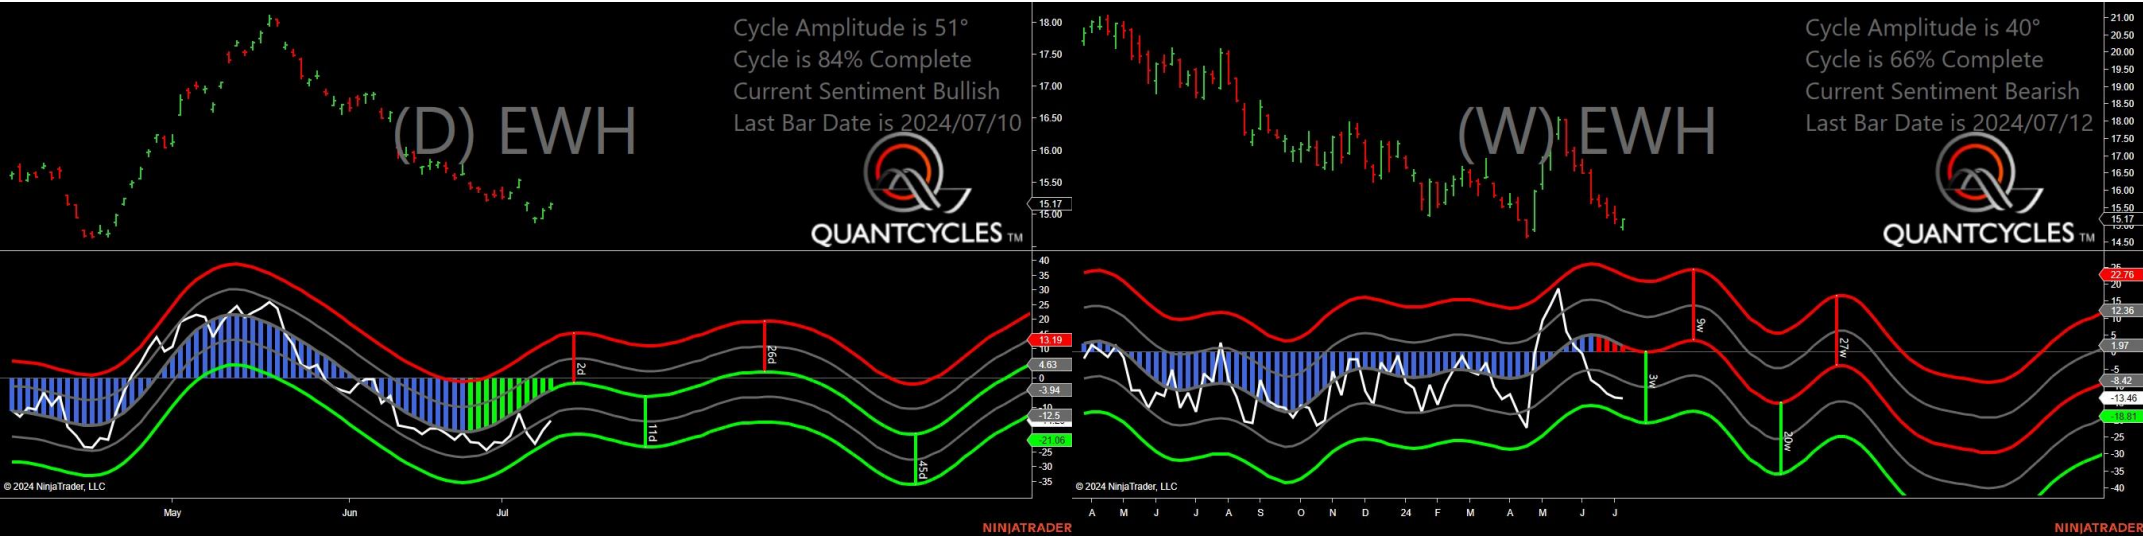 Cycle Amplitude is 51°
Cycle is 84% Complete
Current Sentiment Bullish
Last Bar Date is 2024/07/10
(D) EWH
QUANTCYCLES TM
18.00
17.50
17.00
16.50
16.00
15.50
15.17
15.00
40
35
30
25
20
13.19
10
4.63
0
-3.94
-12.5
-21.06
-25
-30
-35
2d
11d
26d
45d
© 2024 NinjaTrader, LLC
May Jun Jul
NINJATRADER
Cycle Amplitude is 40°
Cycle is 66% Complete
Current Sentiment Bearish
Last Bar Date is 2024/07/12
(W) EWH
QUANTCYCLES TM
21.00
20.50
20.00
19.50
19.00
18.50
18.00
17.50
17.00
16.50
16.00
15.50
15.17
14.50
22.76
20
15
12.36
10
5
1.97
-5
-8.42
-13.46
-18.81
-25
-30
-35
-40
3w
9w
20w
27w
© 2024 NinjaTrader, LLC
A M J J A S O N D 24 F M A M J J
NINJATRADER